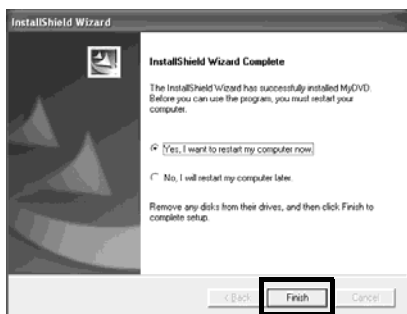 InstallShield Wizard
InstallShield Wizard Complete
The InstallShield Wizard has successfully installed MyDVD.
Before you can use the program, you must restart your
computer.
Yes, I want to restart my computer now.
No, I will restart my computer later.
Remove any disks from their drives, and then click Finish to
complete setup.
< Back Finish Cancel